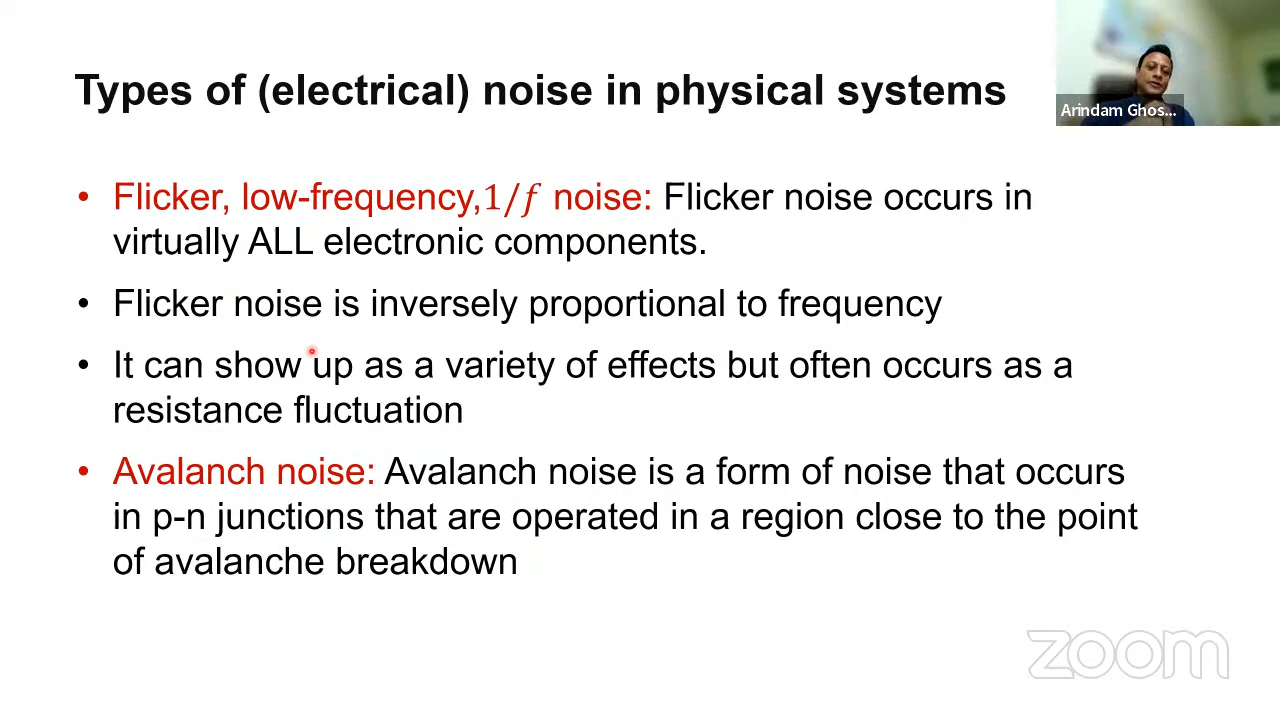 Types of (electrical) noise in physical systems
Arindam Ghos...
• Flicker, low-frequency,1/f noise: Flicker noise occurs in
virtually ALL electronic components.
• Flicker noise is inversely proportional to frequency
• It can show up as a variety of effects but often occurs as a
resistance fluctuation
• Avalanch noise: Avalanch noise is a form of noise that occurs
in p-n junctions that are operated in a region close to the point
of avalanche breakdown
zoom